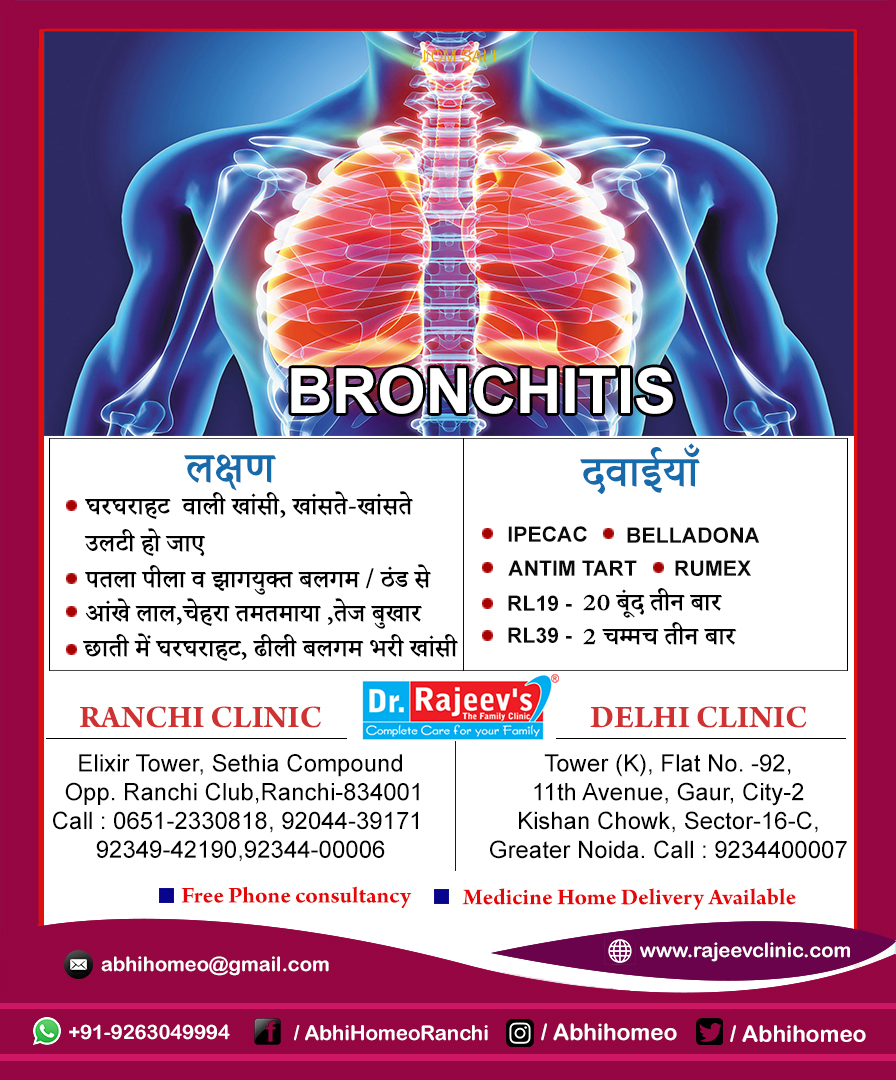 BRONCHITIS
लक्षण
घरघराहट वाली खांसी, खांसते-खांसते
उलटी हो जाए
पतला पीला व झागयुक्त बलगम / ठंड से
आंखे लाल,चेहरा तमतमाया ,तेज बुखार
छाती में घरघराहट, ढीली बलगम भरी खांसी
दवाईयाँ
IPECAC
BELLADONA
ANTIM TART
RUMEX
RL19 - 20 बूंद तीन बार
RL39 - 2 चम्मच तीन बार
Dr. Rajeev's ®
The Family Clinic
Complete Care for your Family
RANCHI CLINIC
Elixir Tower, Sethia Compound
Opp. Ranchi Club,Ranchi-834001
Call : 0651-2330818, 92044-39171
92349-42190,92344-00006
DELHI CLINIC
Tower (K), Flat No. -92,
11th Avenue, Gaur, City-2
Kishan Chowk, Sector-16-C,
Greater Noida. Call : 9234400007
Free Phone consultancy
Medicine Home Delivery Available
abhihomeo@gmail.com
www.rajeevclinic.com
+91-9263049994
/ AbhiHomeoRanchi
/ Abhihomeo
/ Abhihomeo